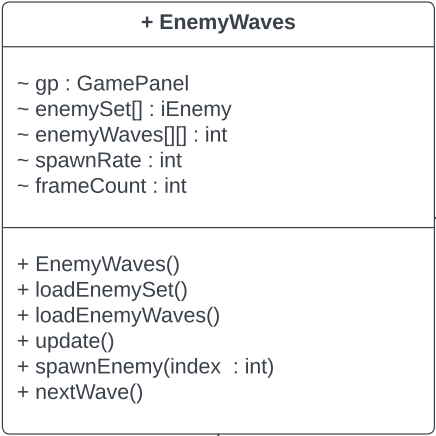 + EnemyWaves
~ gp : GamePanel
~ enemySet[] : iEnemy
~ enemyWaves[][] : int
~ spawnRate : int
~ frameCount : int
+ EnemyWaves()
+ loadEnemySet()
+ loadEnemyWaves()
+ update()
+ spawnEnemy(index  : int)
+ nextWave()